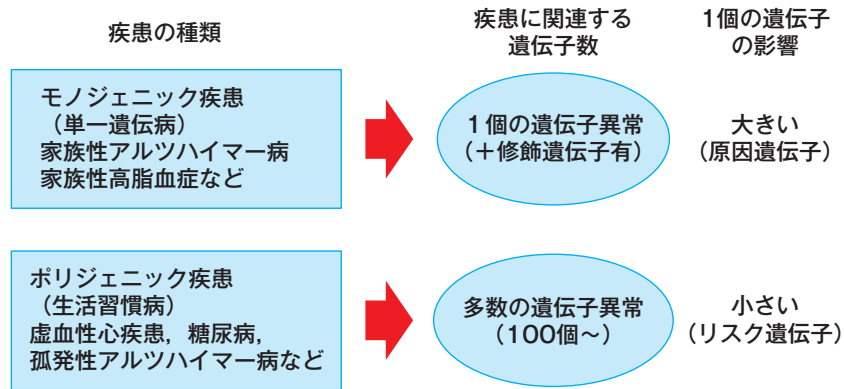 疾患の種類
疾患に関連する
遺伝子数
1個の遺伝子
の影響
モノジェニック疾患
（単一遺伝病）
家族性アルツハイマー病
家族性高脂血症など
1個の遺伝子異常
（＋修飾遺伝子有）
大きい
（原因遺伝子）
ポリジェニック疾患
（生活習慣病）
虚血性心疾患，糖尿病，
孤発性アルツハイマー病など
多数の遺伝子異常
（100個～）
小さい
（リスク遺伝子）